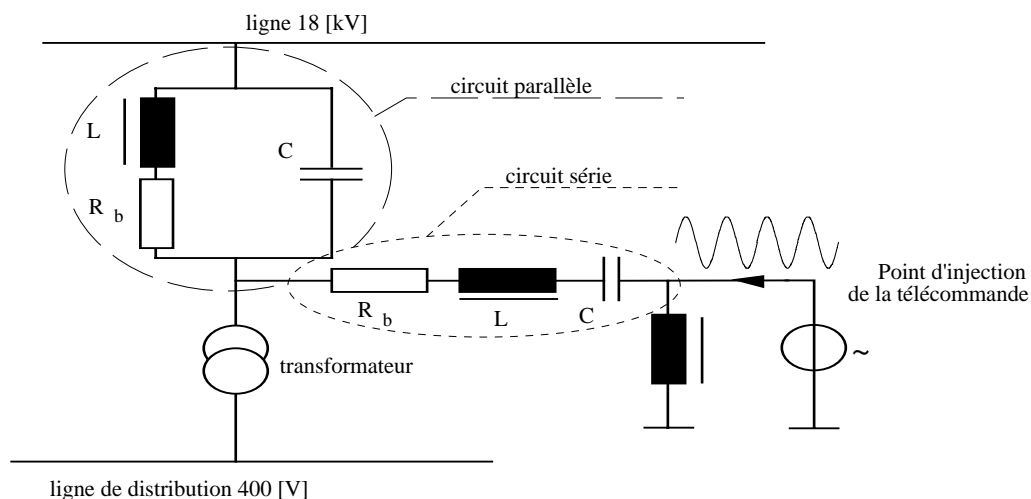 ligne 18 [kV]
circuit parallèle
L
C
R b
circuit série
Point d'injection
de la télécommande
R b
L
C
~
transformateur
ligne de distribution 400 [V]